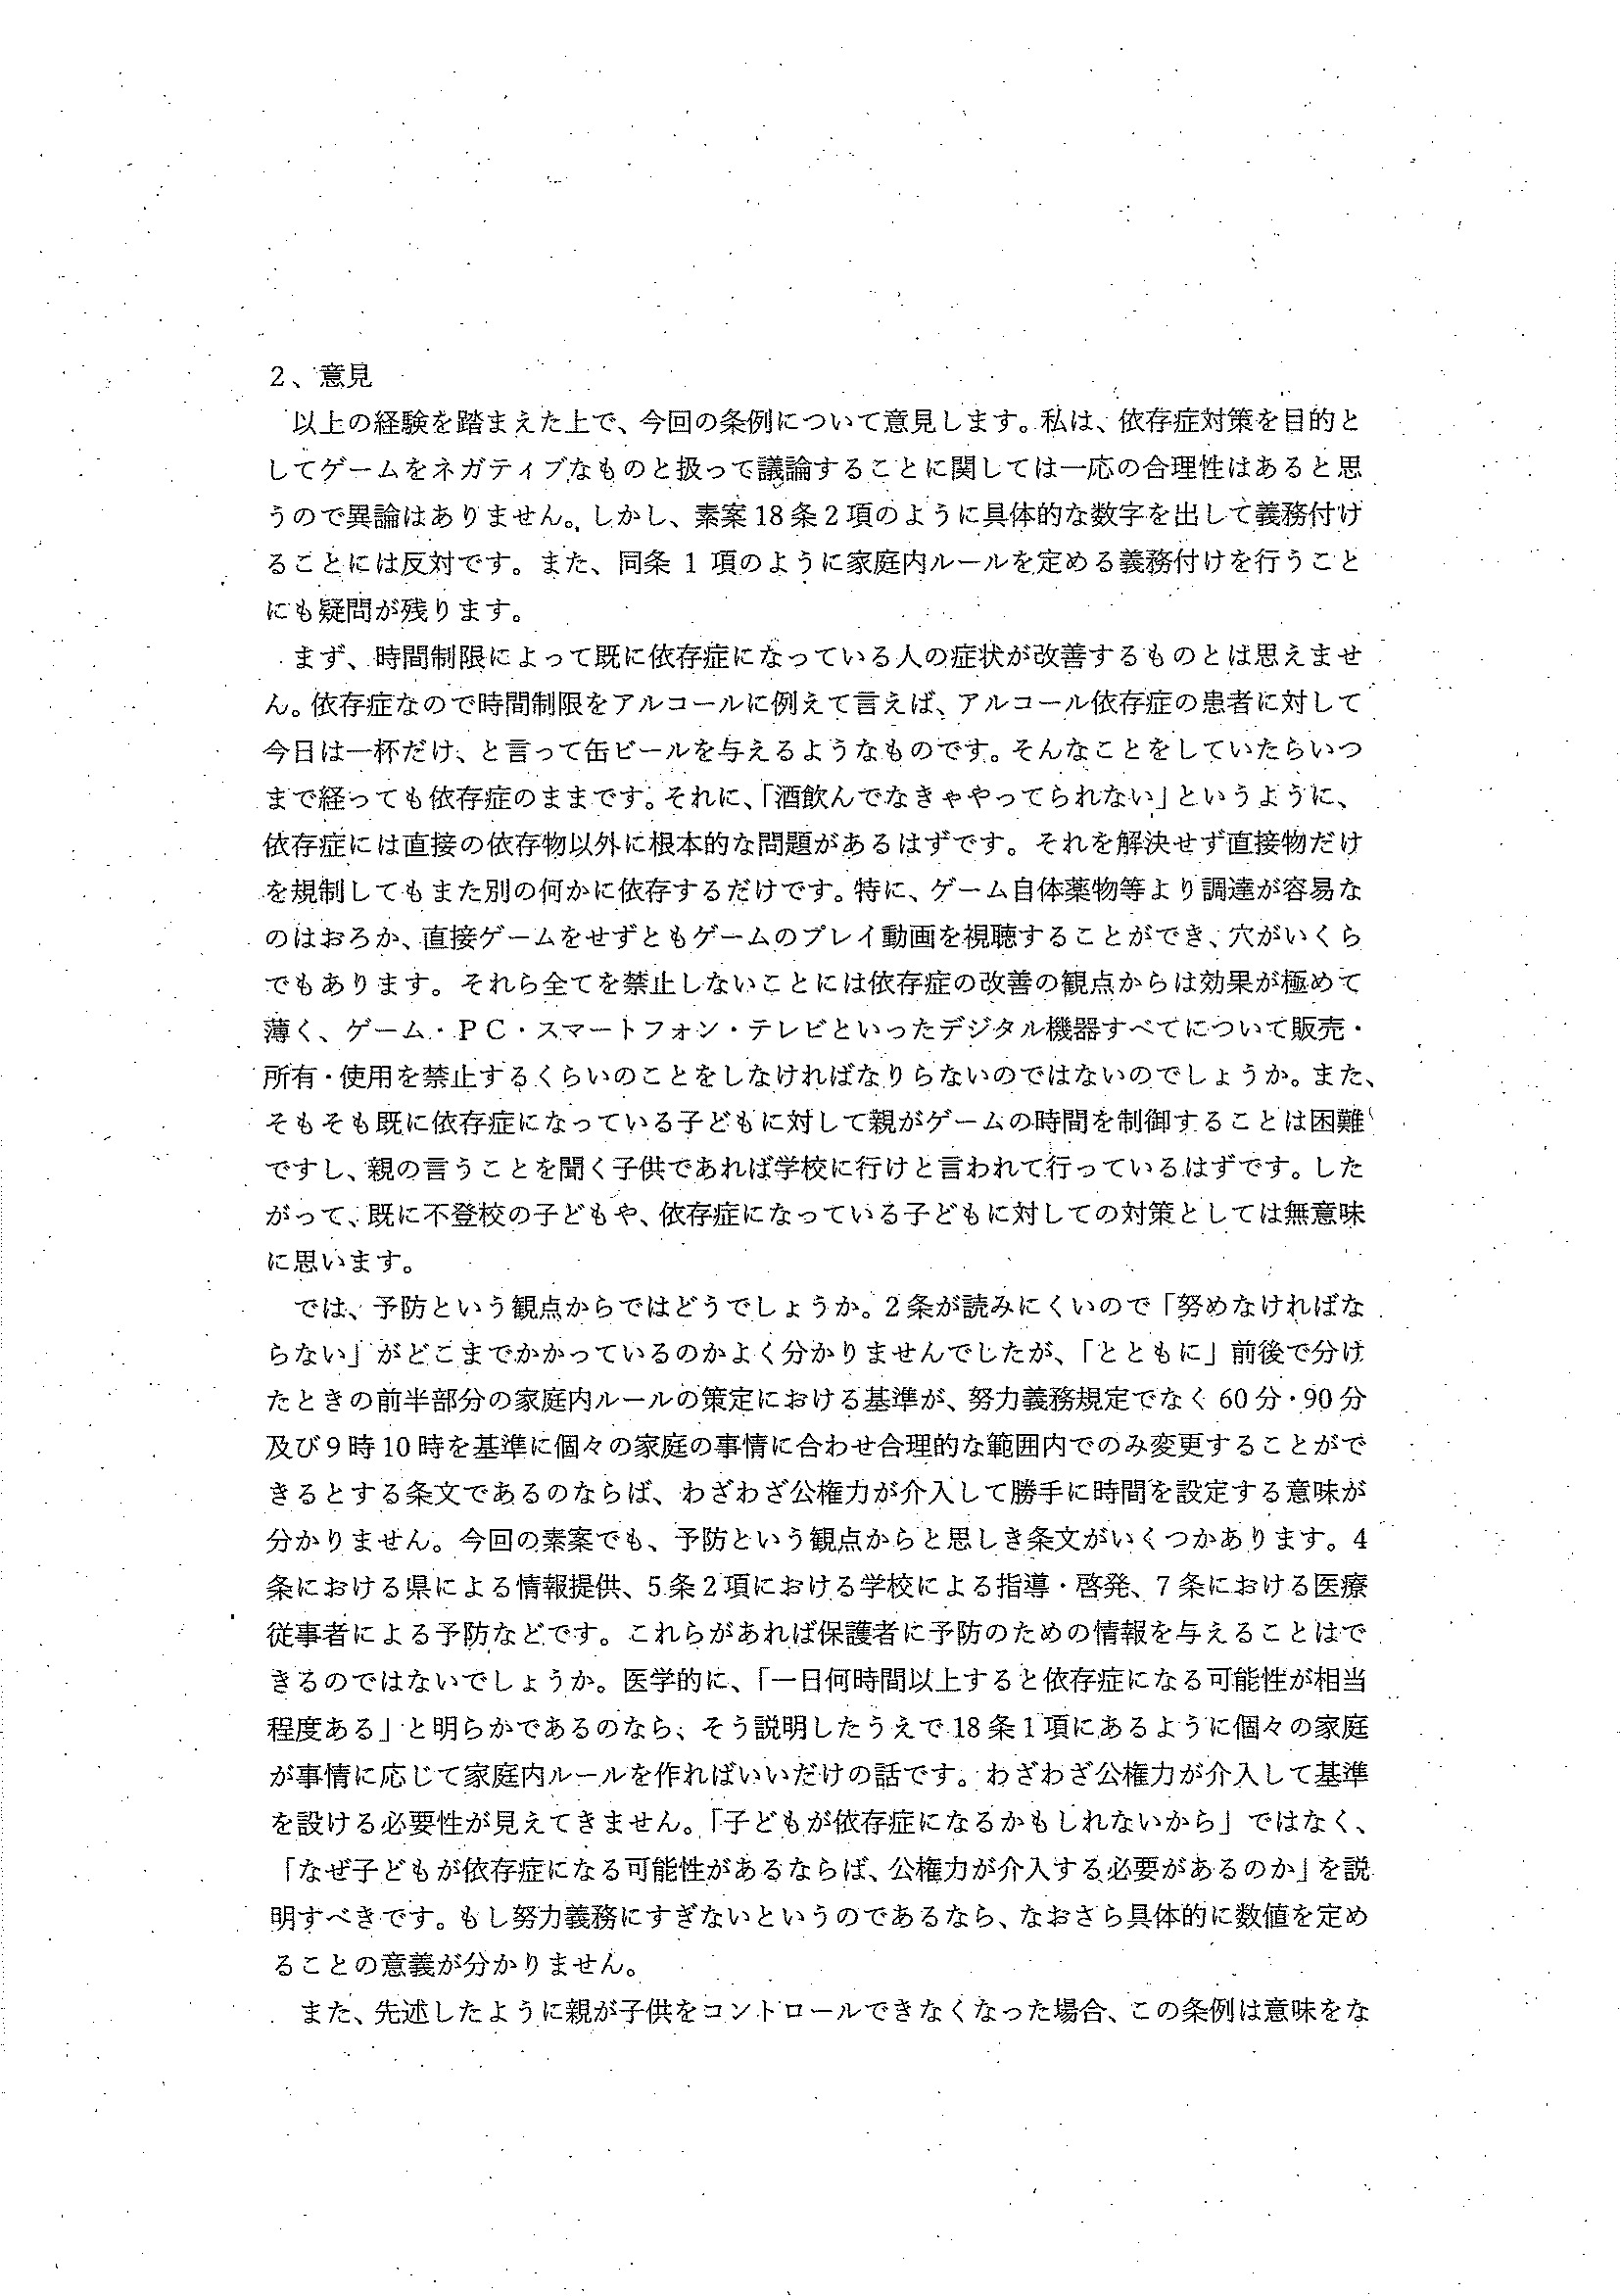 2、意見
以上の経験を踏まえた上で、今回の条例について意見します。私は、依存症対策を目的と
してゲームをネガティブなものと扱って議論することに関しては一応の合理性はあると思
うので異論はありません。しかし、素案18条2項のように具体的な数字を出して義務付け
ることには反対です。また、同条1項のように家庭内ルールを定める義務付けを行うこと
にも疑問が残ります。
まず、時間制限によって既に依存症になっている人の症状が改善するものとは思えませ
ん。依存症なので時間制限をアルコールに例えて言えば、アルコール依存症の患者に対して
今日は一杯だけ、と言って缶ビールを与えるようなものです。そんなことをしていたらいつ
まで経っても依存症のままです。それに、「酒飲んでなきゃやってられない」というように、
依存症には直接の依存物以外に根本的な問題があるはずです。それを解決せず直接物だけ
を規制してもまた別の何かに依存するだけです。特に、ゲーム自体薬物等より調達が容易な
のはおろか、直接ゲームをせずともゲームのプレイ動画を視聴することができ、穴がいくら
でもあります。それら全てを禁止しないことには依存症の改善の観点からは効果が極めて
薄く、ゲーム・ＰＣ・スマートフォン・テレビといったデジタル機器すべてについて販売・
所有・使用を禁止するくらいのことをしなければなりらないのではないのでしょうか。また、
そもそも既に依存症になっている子どもに対して親がゲームの時間を制御することは困難
ですし、親の言うことを聞く子供であれば学校に行けと言われて行っているはずです。した
がって、既に不登校の子どもや、依存症になっている子どもに対しての対策としては無意味
に思います。
では、予防という観点からではどうでしょうか。2条が読みにくいので「努めなければな
らない」がどこまでかかっているのかよく分かりませんでしたが、「とともに」前後で分け
たときの前半部分の家庭内ルールの策定における基準が、努力義務規定でなく60分・90分
及び9時10時を基準に個々の家庭の事情に合わせ合理的な範囲内でのみ変更することがで
きるとする条文であるのならば、わざわざ公権力が介入して勝手に時間を設定する意味が
分かりません。今回の素案でも、予防という観点からと思しき条文がいくつかあります。4
条における県による情報提供、5条2項における学校による指導・啓発、7条における医療
従事者による予防などです。これらがあれば保護者に予防のための情報を与えることはで
きるのではないでしょうか。医学的に、「一日何時間以上すると依存症になる可能性が相当
程度ある」と明らかであるのなら、そう説明したうえで18条1項にあるように個々の家庭
が事情に応じて家庭内ルールを作ればいいだけの話です。わざわざ公権力が介入して基準
を設ける必要性が見えてきません。「子どもが依存症になるかもしれないから」ではなく、
「なぜ子どもが依存症になる可能性があるならば、公権力が介入する必要があるのか」を説
明すべきです。もし努力義務にすぎないというのであるなら、なおさら具体的に数値を定め
ることの意義が分かりません。
また、先述したように親が子供をコントロールできなくなった場合、この条例は意味をな